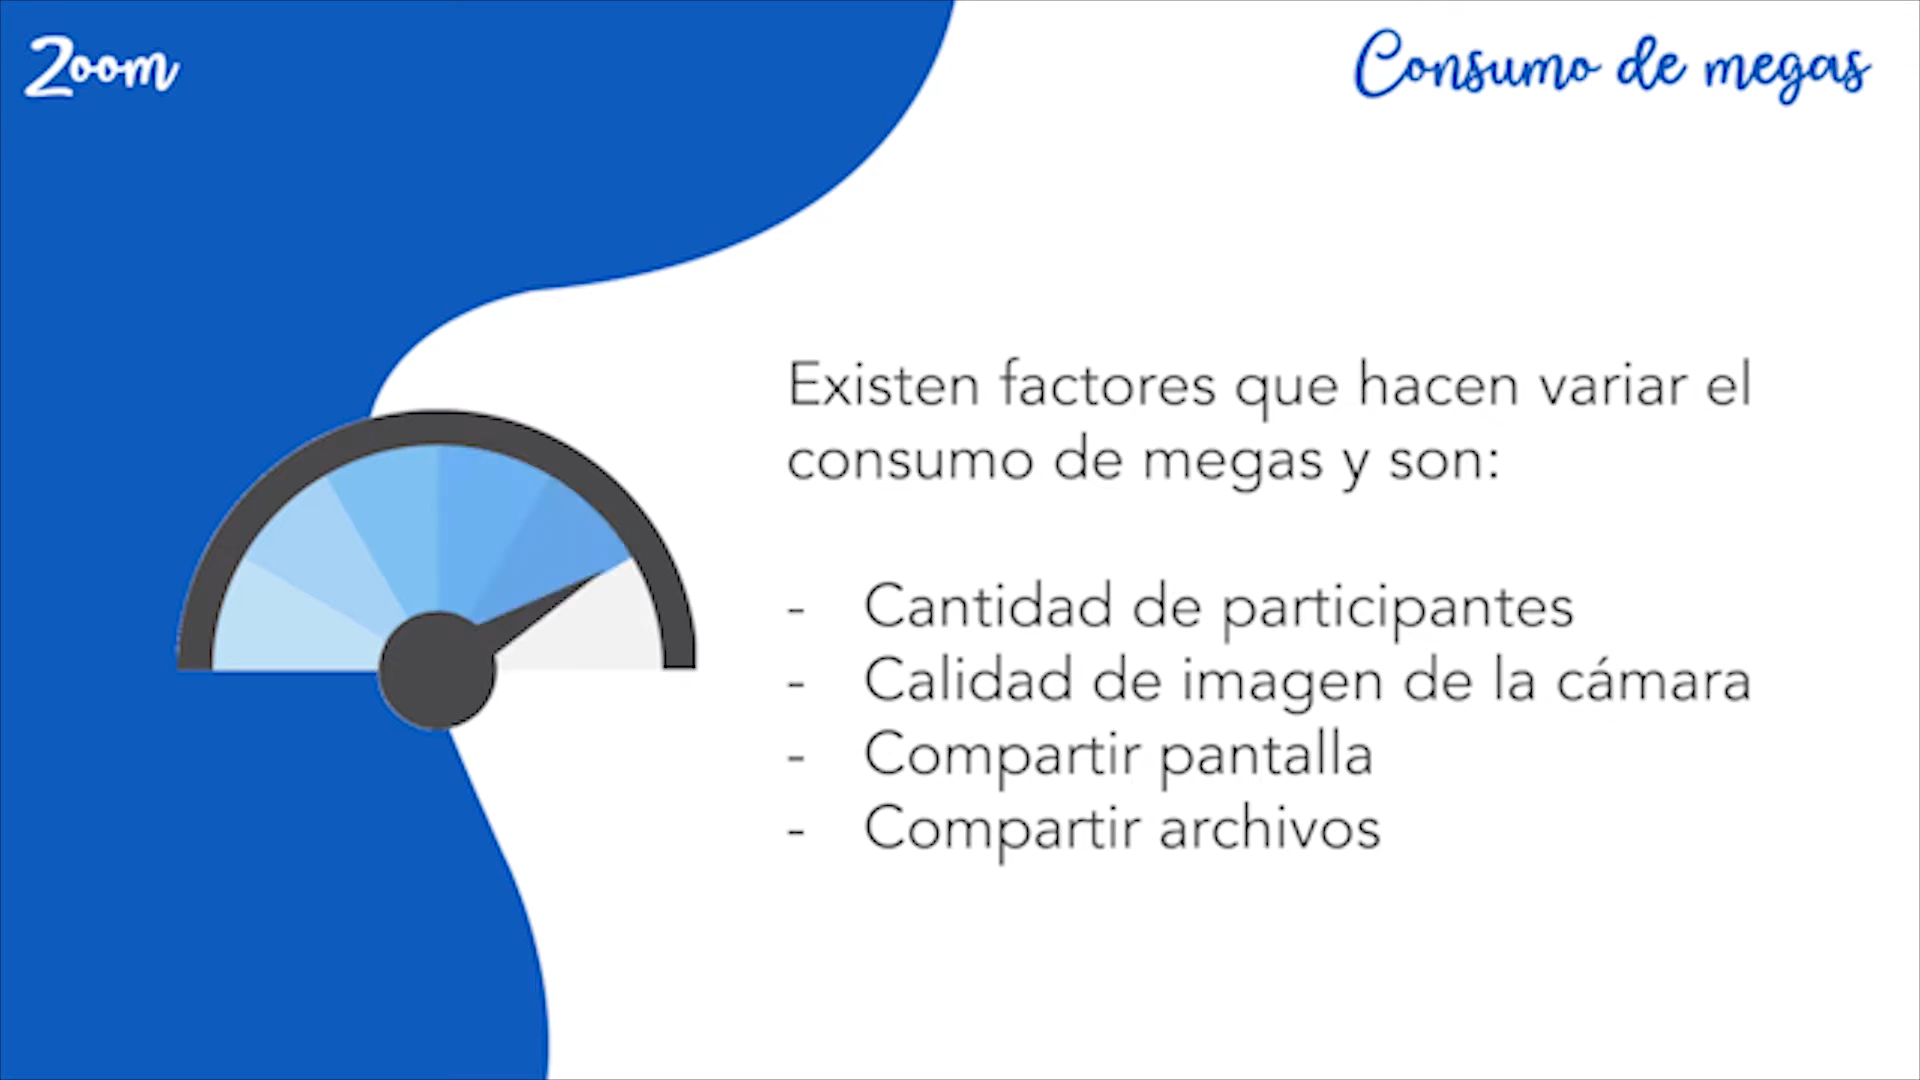 Zoom
Consumo de megas
Existen factores que hacen variar el
consumo de megas y son:
- Cantidad de participantes
- Calidad de imagen de la cámara
- Compartir pantalla
- Compartir archivos